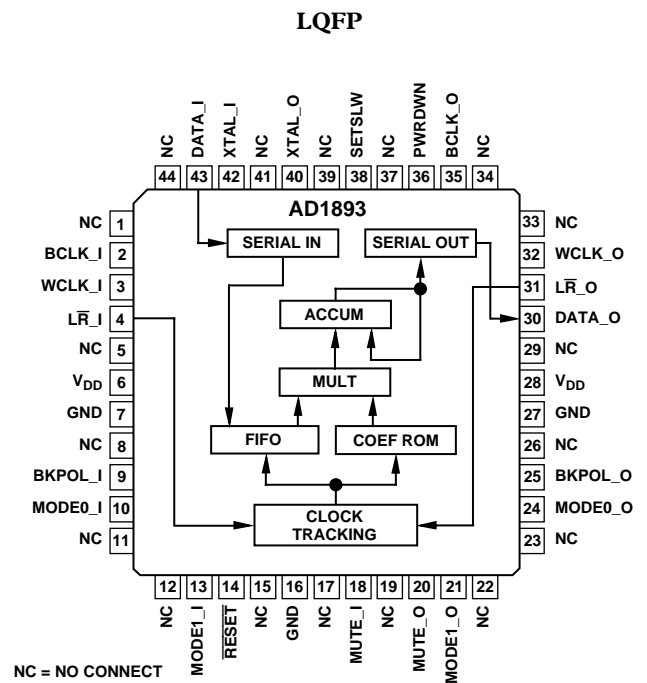 LQFP
NC
DATA_I
XTAL_I
NC
XTAL_O
NC
SETSLW
NC
PWRDWN
BCLK_O
NC
44 43 42 41 40 39 38 37 36 35 34
AD1893
NC 1
BCLK_I 2
WCLK_I 3
LR̅_I 4
NC 5
VDD 6
GND 7
NC 8
BKPOL_I 9
MODE0_I 10
NC 11
SERIAL IN
SERIAL OUT
ACCUM
MULT
FIFO
COEF ROM
CLOCK
TRACKING
33 NC
32 WCLK_O
31 LR̅_O
30 DATA_O
29 NC
28 VDD
27 GND
26 NC
25 BKPOL_O
24 MODE0_O
23 NC
12 13 14 15 16 17 18 19 20 21 22
NC
MODE1_I
R̅E̅S̅E̅T̅
NC
GND
NC
MUTE_I
NC
MUTE_O
MODE1_O
NC
NC = NO CONNECT